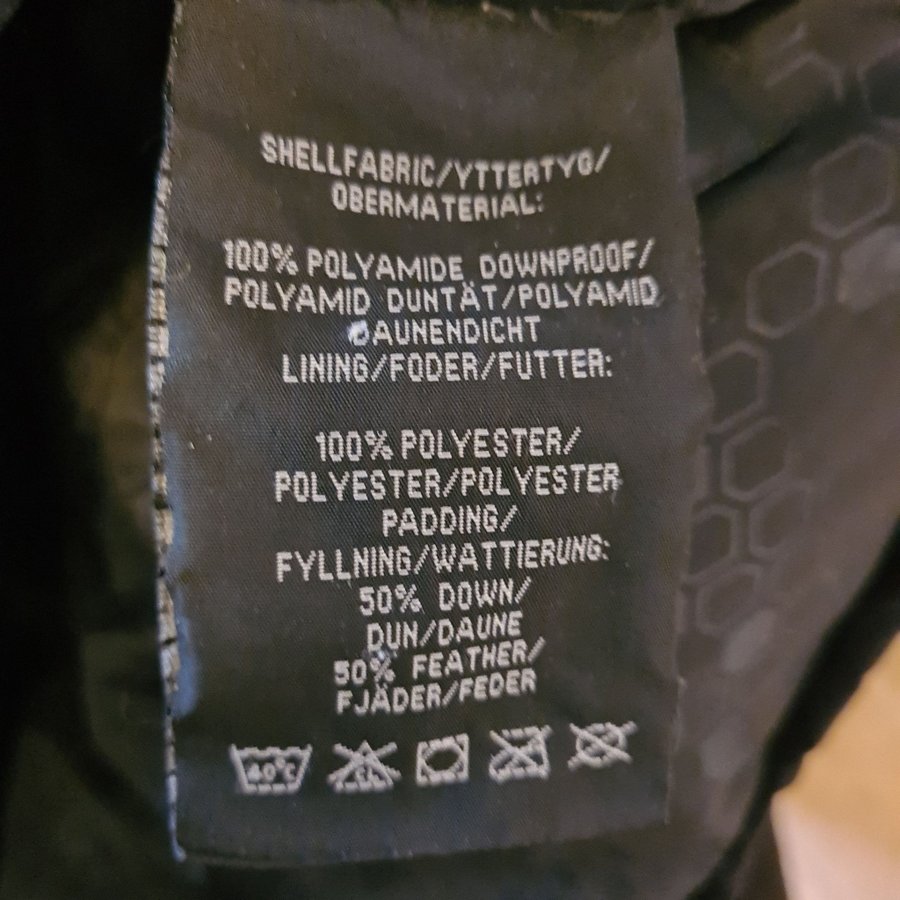 SHELLFABRIC/YTTERTYG/
OBERMATERIAL:
100% POLYAMIDE DOWNPROOF/
POLYAMID DUNTÄT/POLYAMID
DAUNENDICHT
LINING/FODER/FUTTER:
100% POLYESTER/
POLYESTER/POLYESTER
PADDING/
FYLLNING/WATTIERUNG:
50% DOWN/
DUN/DAUNE
50% FEATHER/
FJÄDER/FEDER
40°C CL